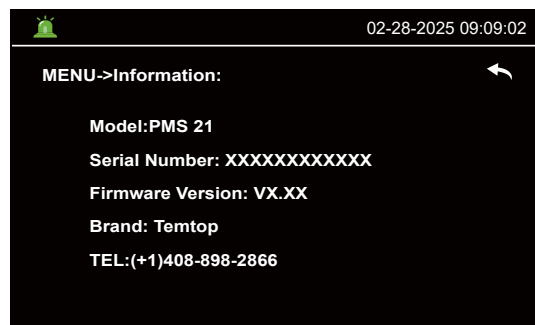 02-28-2025 09:09:02
MENU->Information:
Model:PMS 21
Serial Number: XXXXXXXXXXXX
Firmware Version: VX.XX
Brand: Temtop
TEL:(+1)408-898-2866